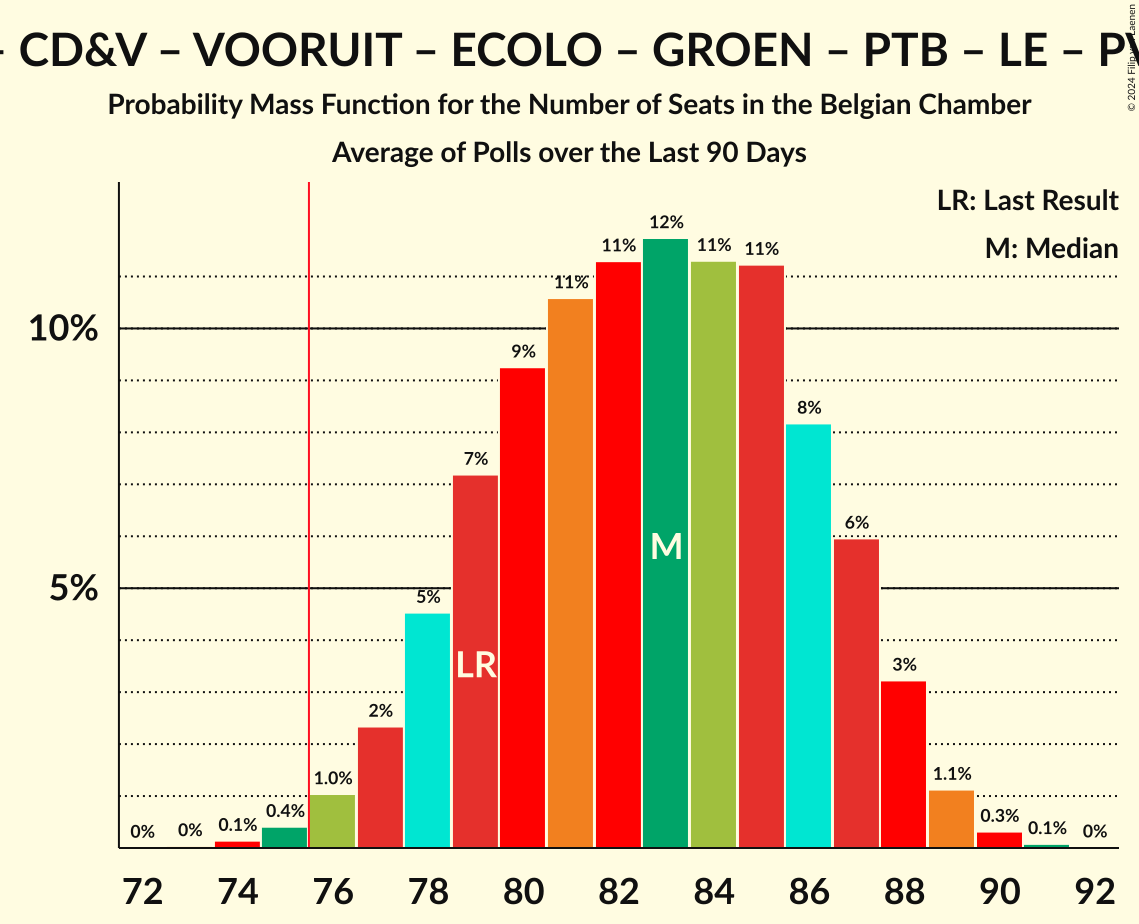 – CD&V – VOORUIT – ECOLO – GROEN – PTB – LE –
Probability Mass Function for the Number of Seats in the Belgian Chamber
Average of Polls over the Last 90 Days
© 2024 Filip Laenen
LR: Last Result
M: Median
10%
5%
0% 0% 0.1% 0.4% 1.0% 2% 5% 7% 9% 11% 11% 12% 11% 11% 8% 6% 3% 1.1% 0.3% 0.1% 0%
LR
M
72 74 76 78 80 82 84 86 88 90 92